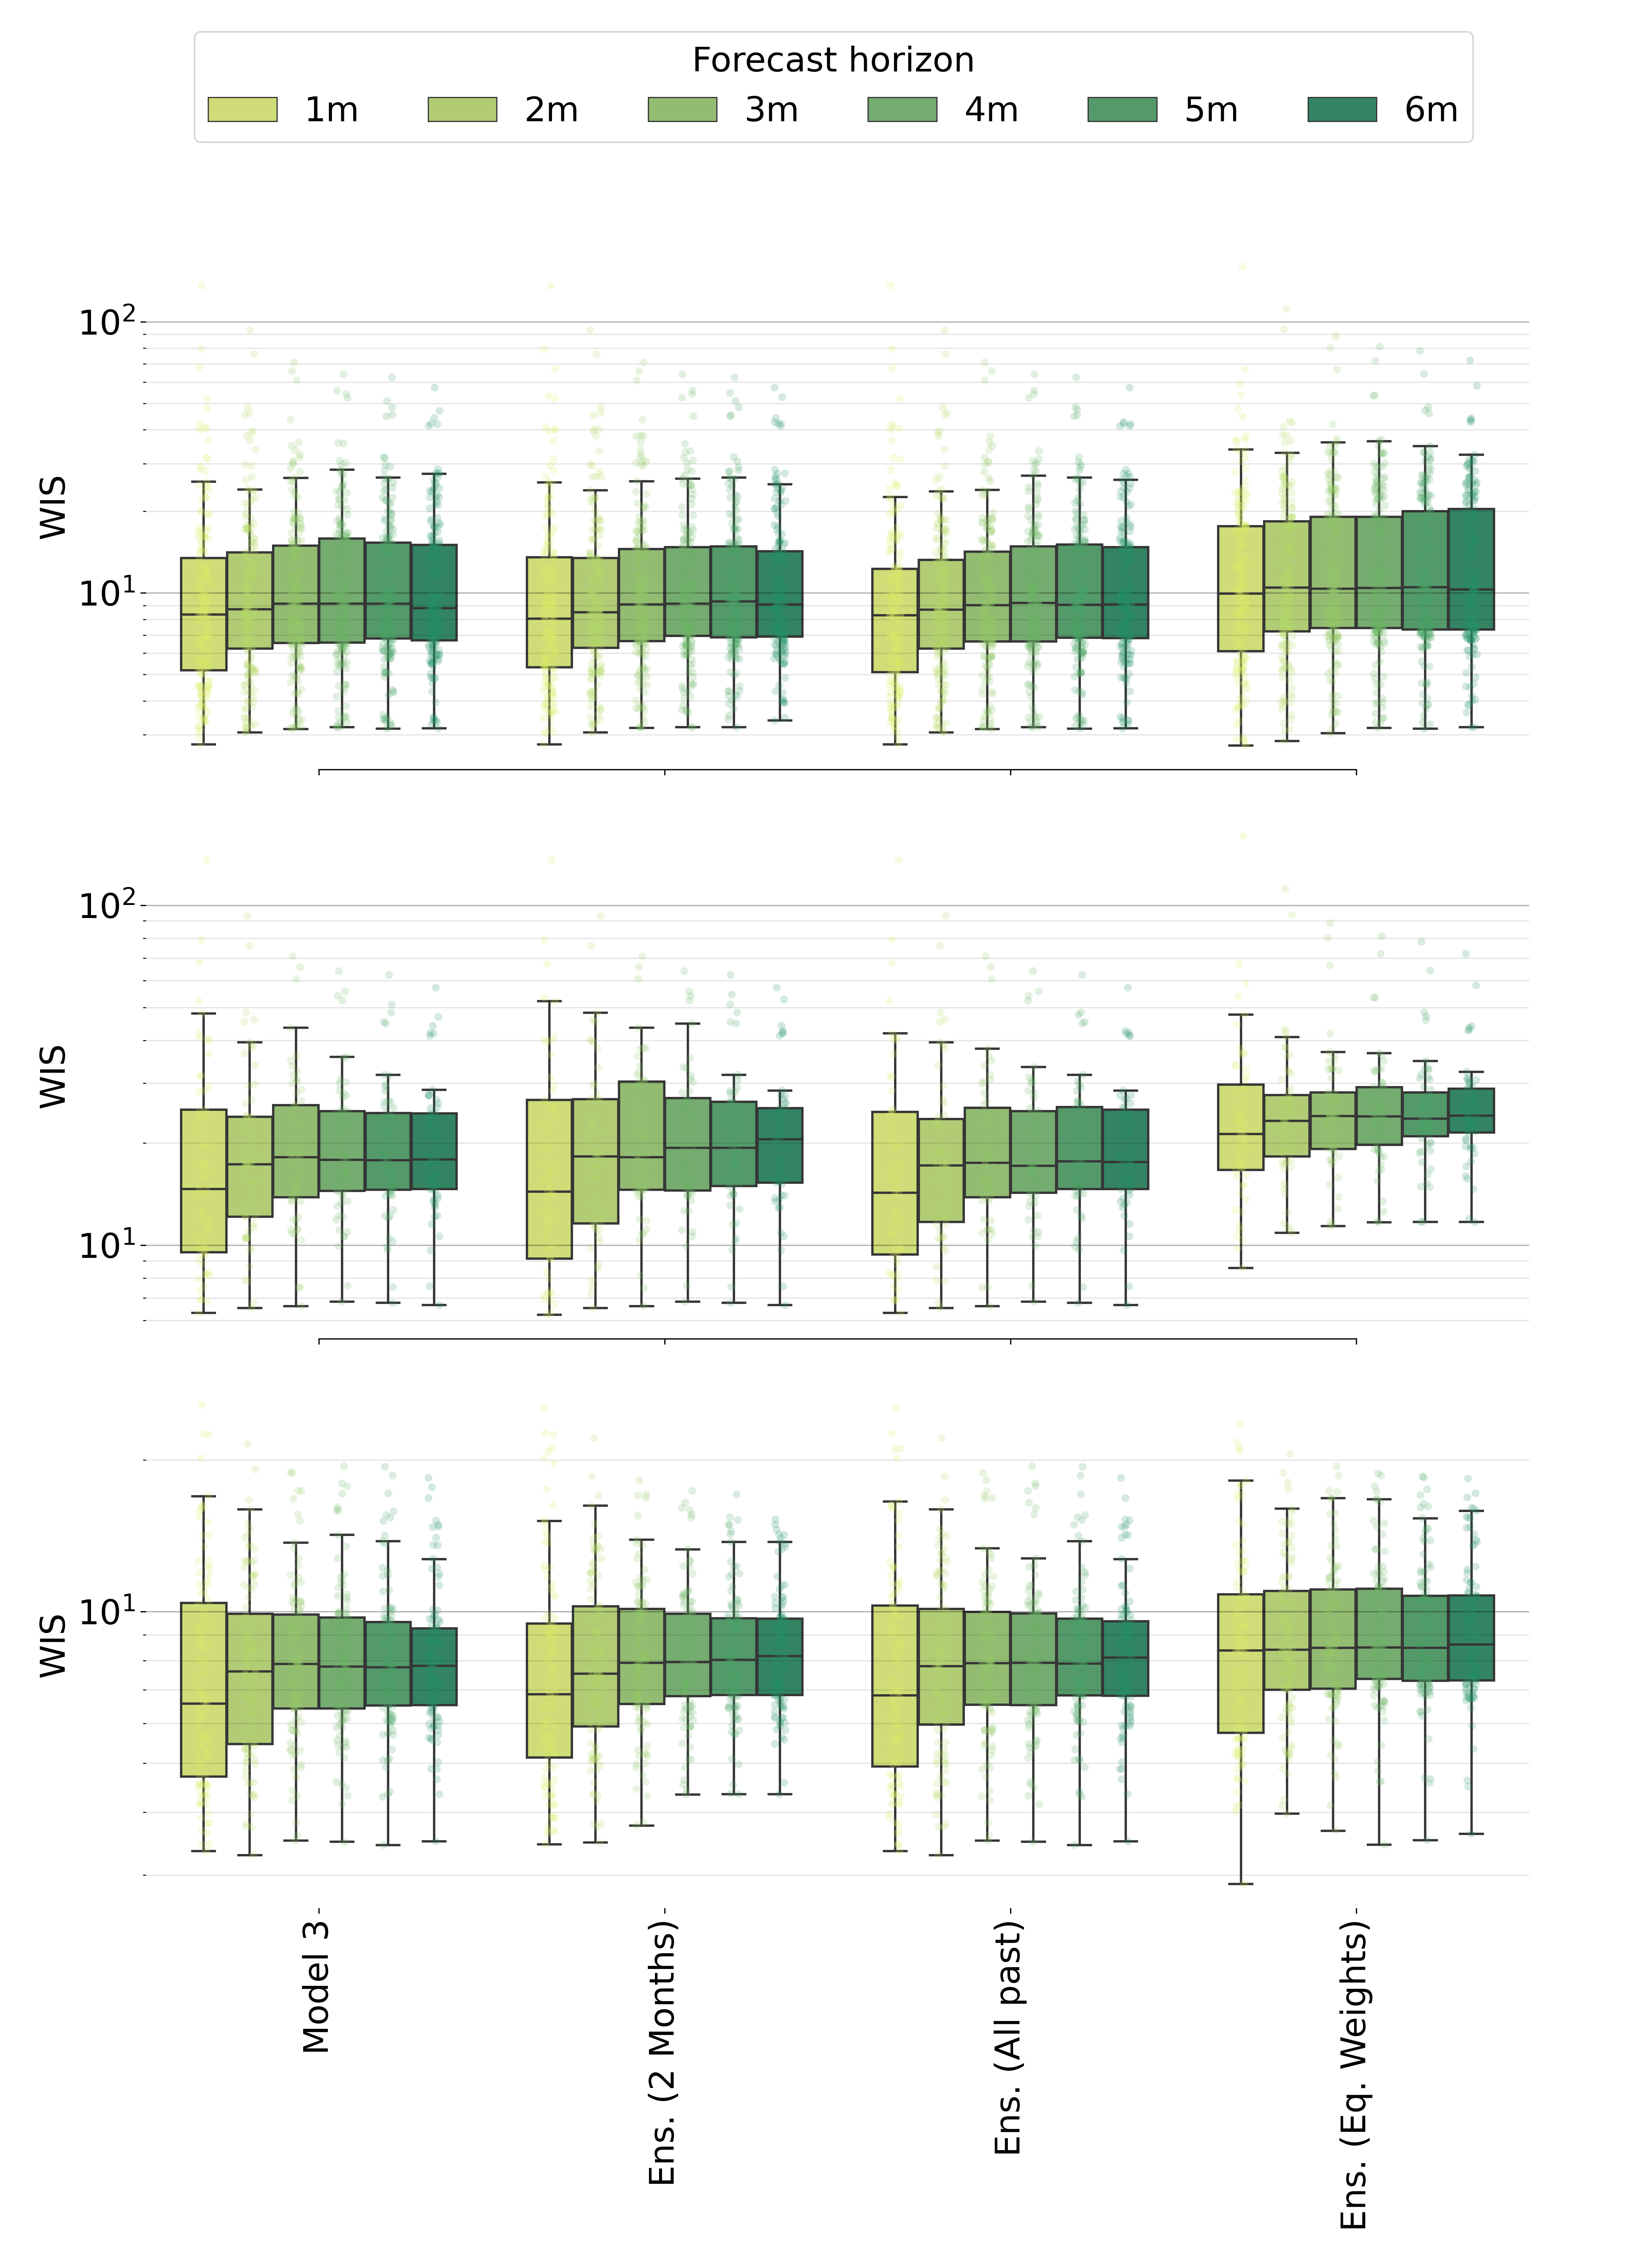 Forecast horizon
1m 2m 3m 4m 5m 6m
10²
WIS
10¹
10²
WIS
10¹
WIS
10¹
Model 3
Ens. (2 Months)
Ens. (All past)
Ens. (Eq. Weights)